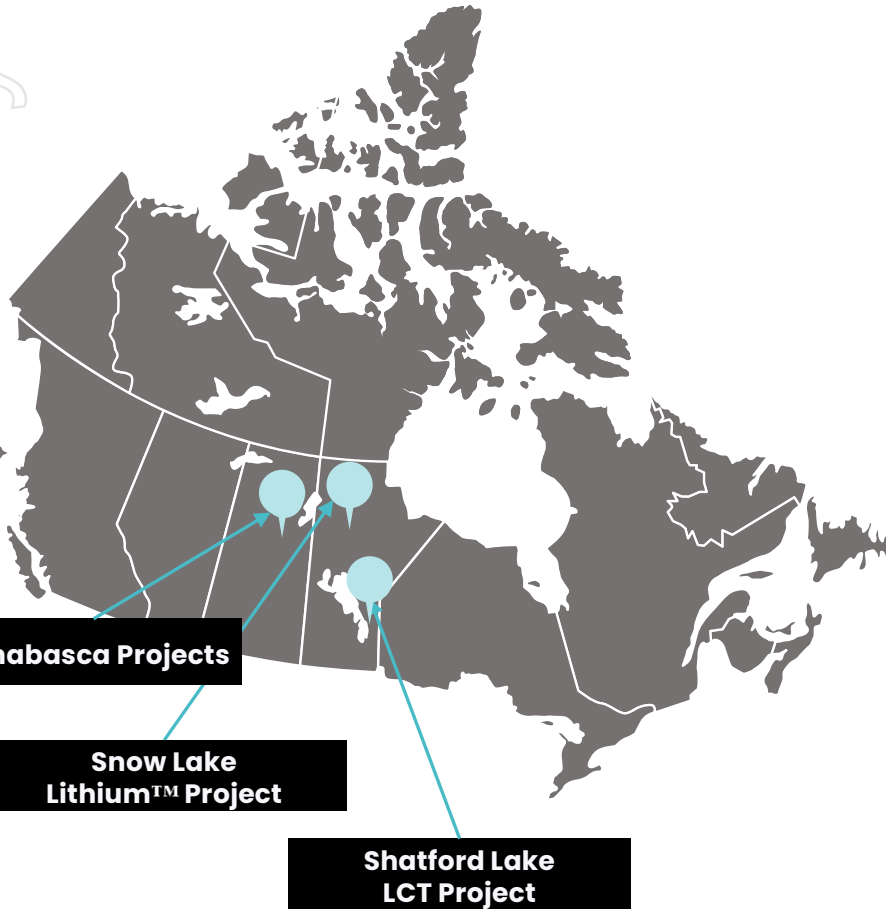 habasca Projects
Snow Lake
Lithium™ Project
Shatford Lake
LCT Project